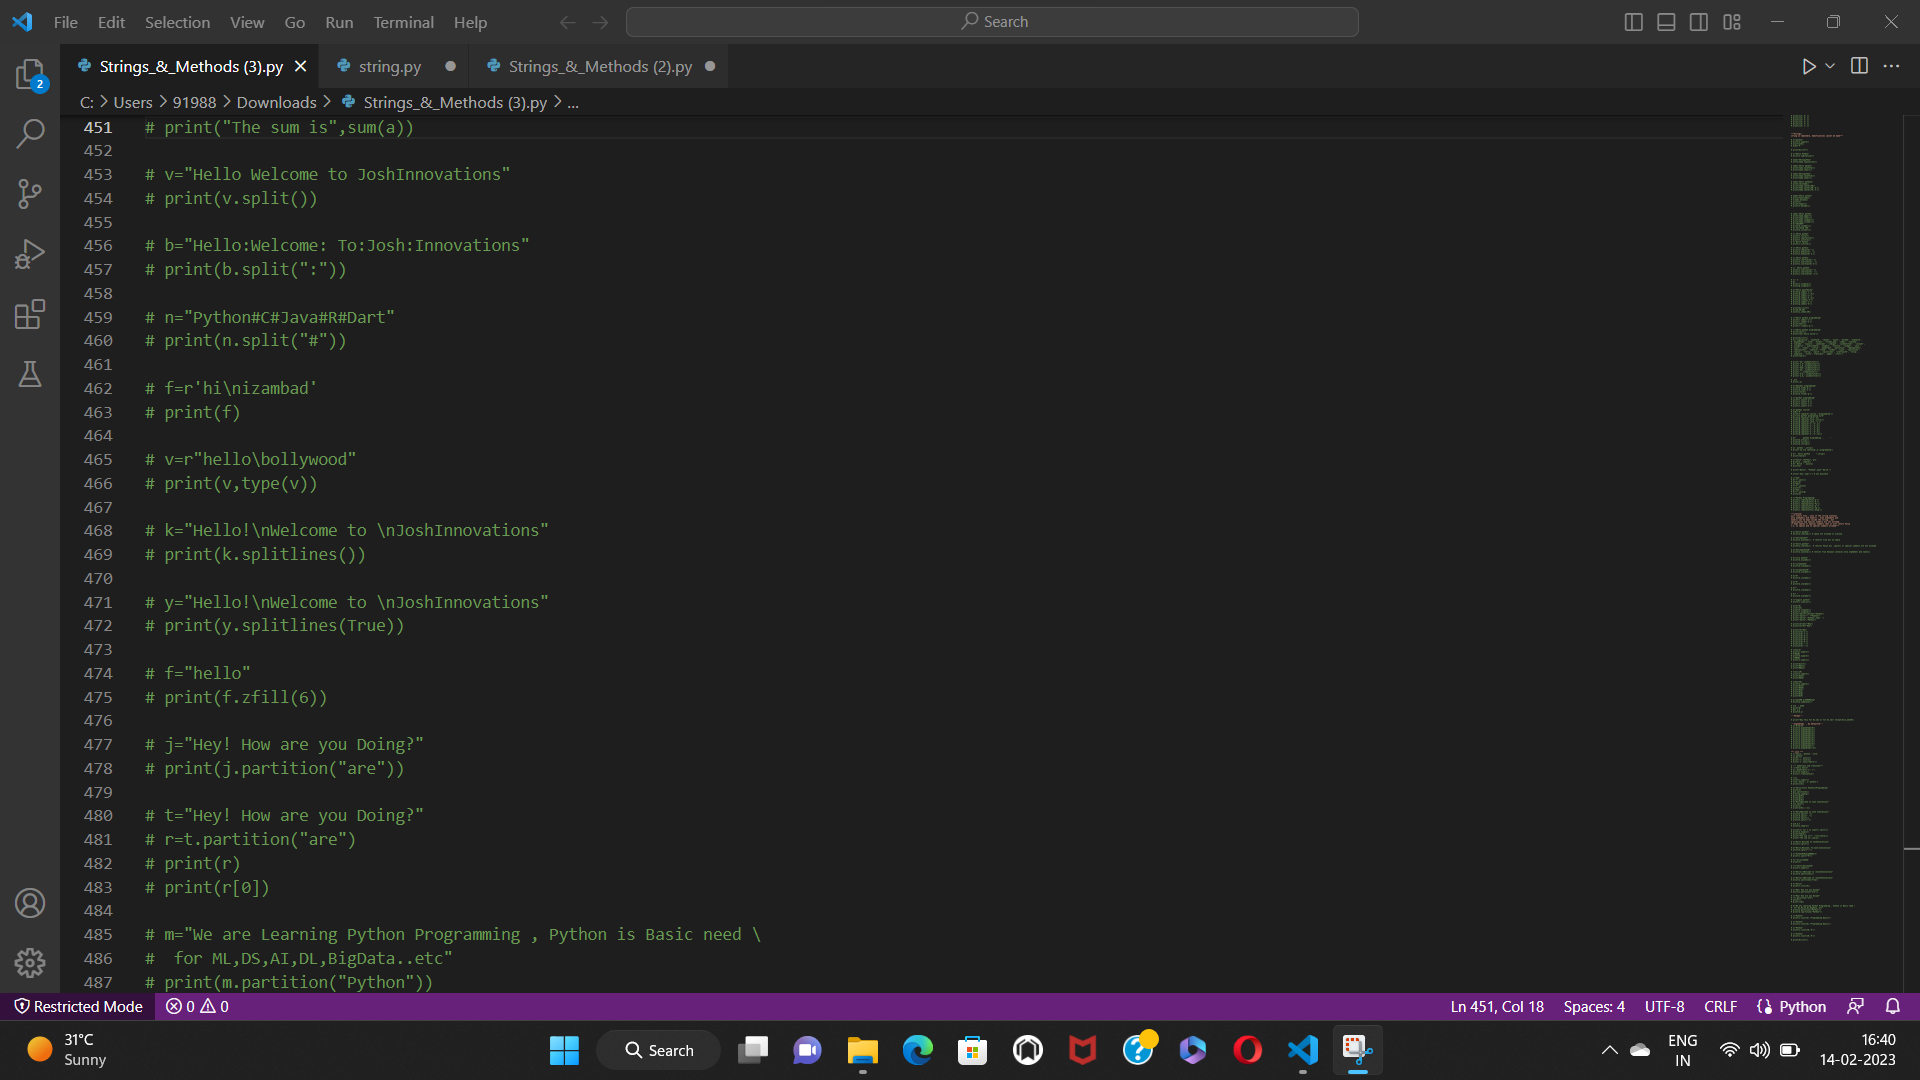 File Edit Selection View Go Run Terminal Help
Search
Strings_&_Methods (3).py
string.py
Strings_&_Methods (2).py
2
C: > Users > 91988 > Downloads > Strings_&_Methods (3).py > ...
451 # print("The sum is",sum(a))
452
453 # v="Hello Welcome to JoshInnovations"
454 # print(v.split())
455
456 # b="Hello:Welcome: To:Josh:Innovations"
457 # print(b.split(":"))
458
459 # n="Python#C#Java#R#Dart"
460 # print(n.split("#"))
461
462 # f=r'hi\nizambad'
463 # print(f)
464
465 # v=r"hello\bollywood"
466 # print(v,type(v))
467
468 # k="Hello!\nWelcome to \nJoshInnovations"
469 # print(k.splitlines())
470
471 # y="Hello!\nWelcome to \nJoshInnovations"
472 # print(y.splitlines(True))
473
474 # f="hello"
475 # print(f.zfill(6))
476
477 # j="Hey! How are you Doing?"
478 # print(j.partition("are"))
479
480 # t="Hey! How are you Doing?"
481 # r=t.partition("are")
482 # print(r)
483 # print(r[0])
484
485 # m="We are Learning Python Programming , Python is Basic need \
486 #  for ML,DS,AI,DL,BigData..etc"
487 # print(m.partition("Python"))
Restricted Mode 0 0 Ln 451, Col 18 Spaces: 4 UTF-8 CRLF Python
31°C
Sunny
Search
ENG
IN
16:40
14-02-2023